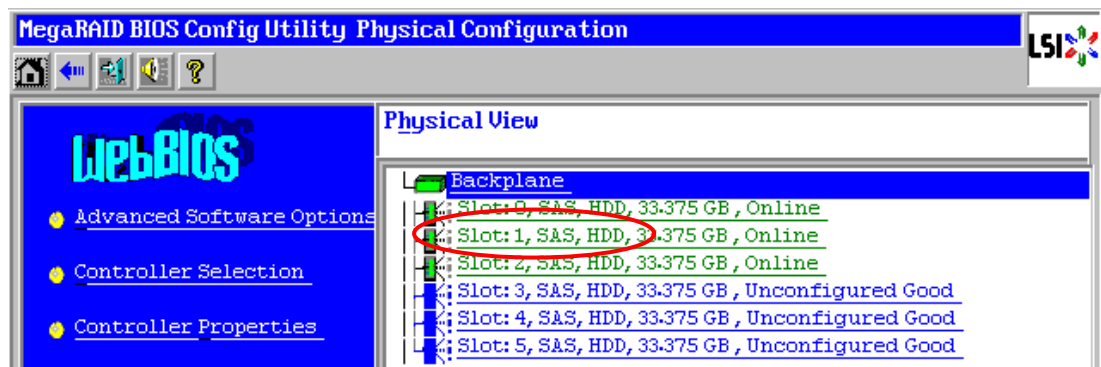 MegaRAID BIOS Config Utility Physical Configuration
LSI
?
WebBIOS
BIOS
Advanced Software Options
Controller Selection
Controller Properties
Physical View
Backplane
Slot: 0, SAS, HDD, 33.375 GB , Online
Slot: 1, SAS, HDD, 33.375 GB , Online
Slot: 2, SAS, HDD, 33.375 GB , Online
Slot: 3, SAS, HDD, 33.375 GB , Unconfigured Good
Slot: 4, SAS, HDD, 33.375 GB , Unconfigured Good
Slot: 5, SAS, HDD, 33.375 GB , Unconfigured Good